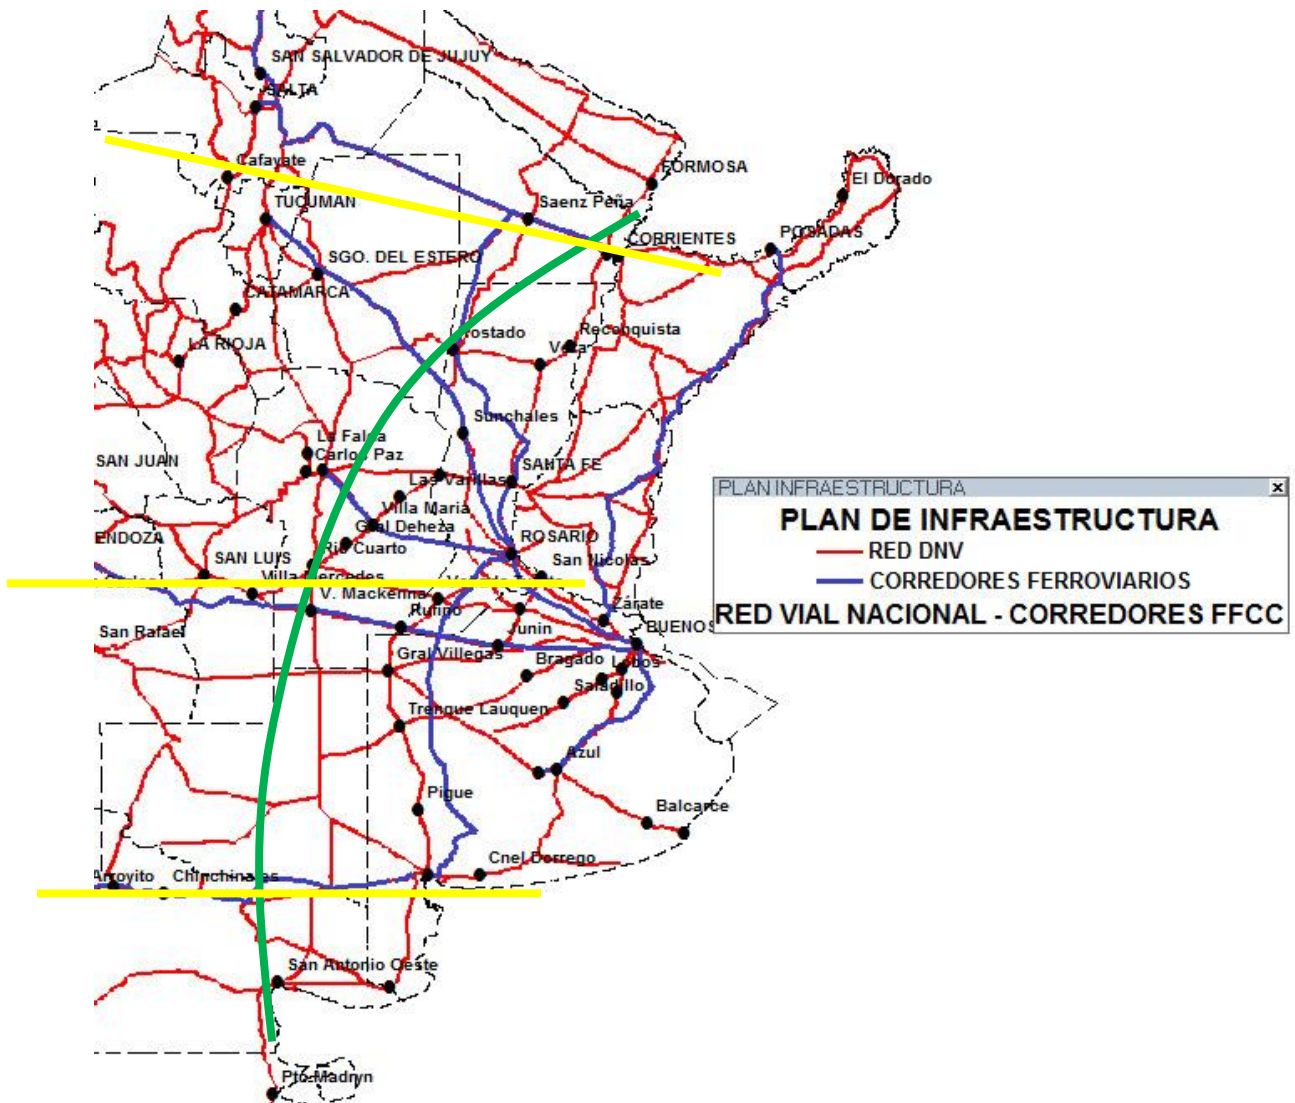 SAN SALVADOR DE JUJUY
SALTA
Cafayate
FORMOSA
El Dorado
TUCUMAN
Saenz Peña
CORRIENTES
POSADAS
SGO. DEL ESTERO
CATAMARCA
Tostado
Reconquista
LA RIOJA
Vera
Sunchales
La Falda
Carlos Paz
SAN JUAN
SANTA FE
Las Varillas
PLAN INFRAESTRUCTURA
Villa Maria
PLAN DE INFRAESTRUCTURA
Gral Deheza
ENDOZA
ROSARIO
RED DNV
Rio Cuarto
SAN LUIS
San Nicolas
CORREDORES FERROVIARIOS
Villa Mercedes
V. Mackenna
Rufino
Zárate
RED VIAL NACIONAL - CORREDORES FFCC
San Rafael
Junin
BUENOS
Gral Villegas
Bragado
Lobos
Saladillo
Trenque Lauquen
Azul
Pigue
Balcarce
Cnel Dorrego
Arroyito
Chinchinales
San Antonio Oeste
Pto. Madryn